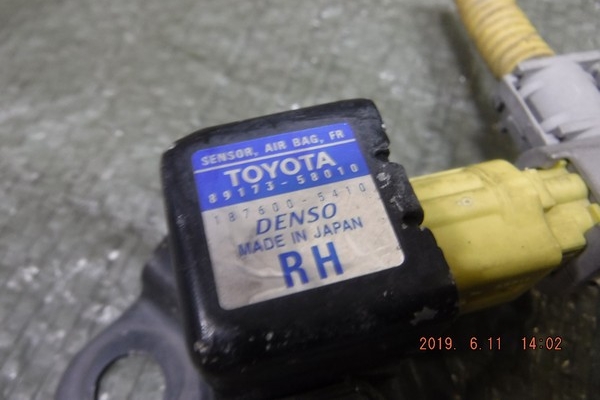 SENSOR, AIR BAG, FR
TOYOTA
89173-58010
187600-5410
DENSO
MADE IN JAPAN
RH
2019. 6.11 14:02